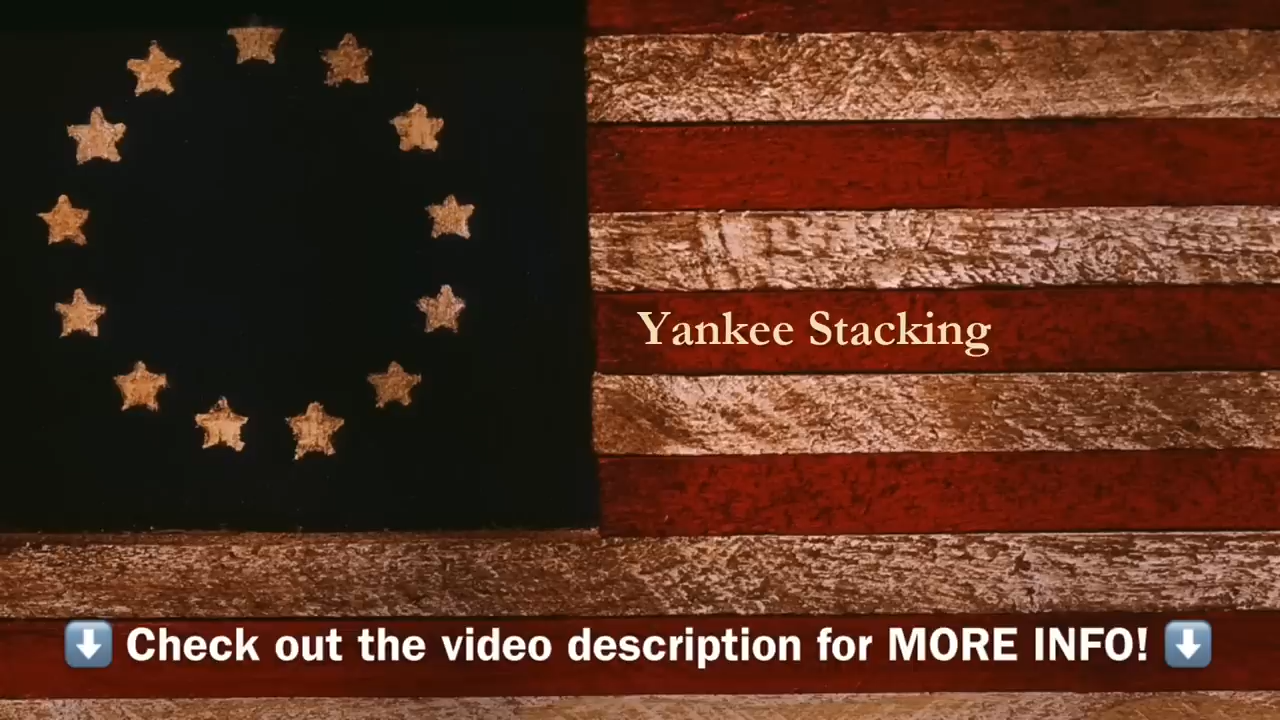 Yankee Stacking
⬇️ Check out the video description for MORE INFO! ⬇️